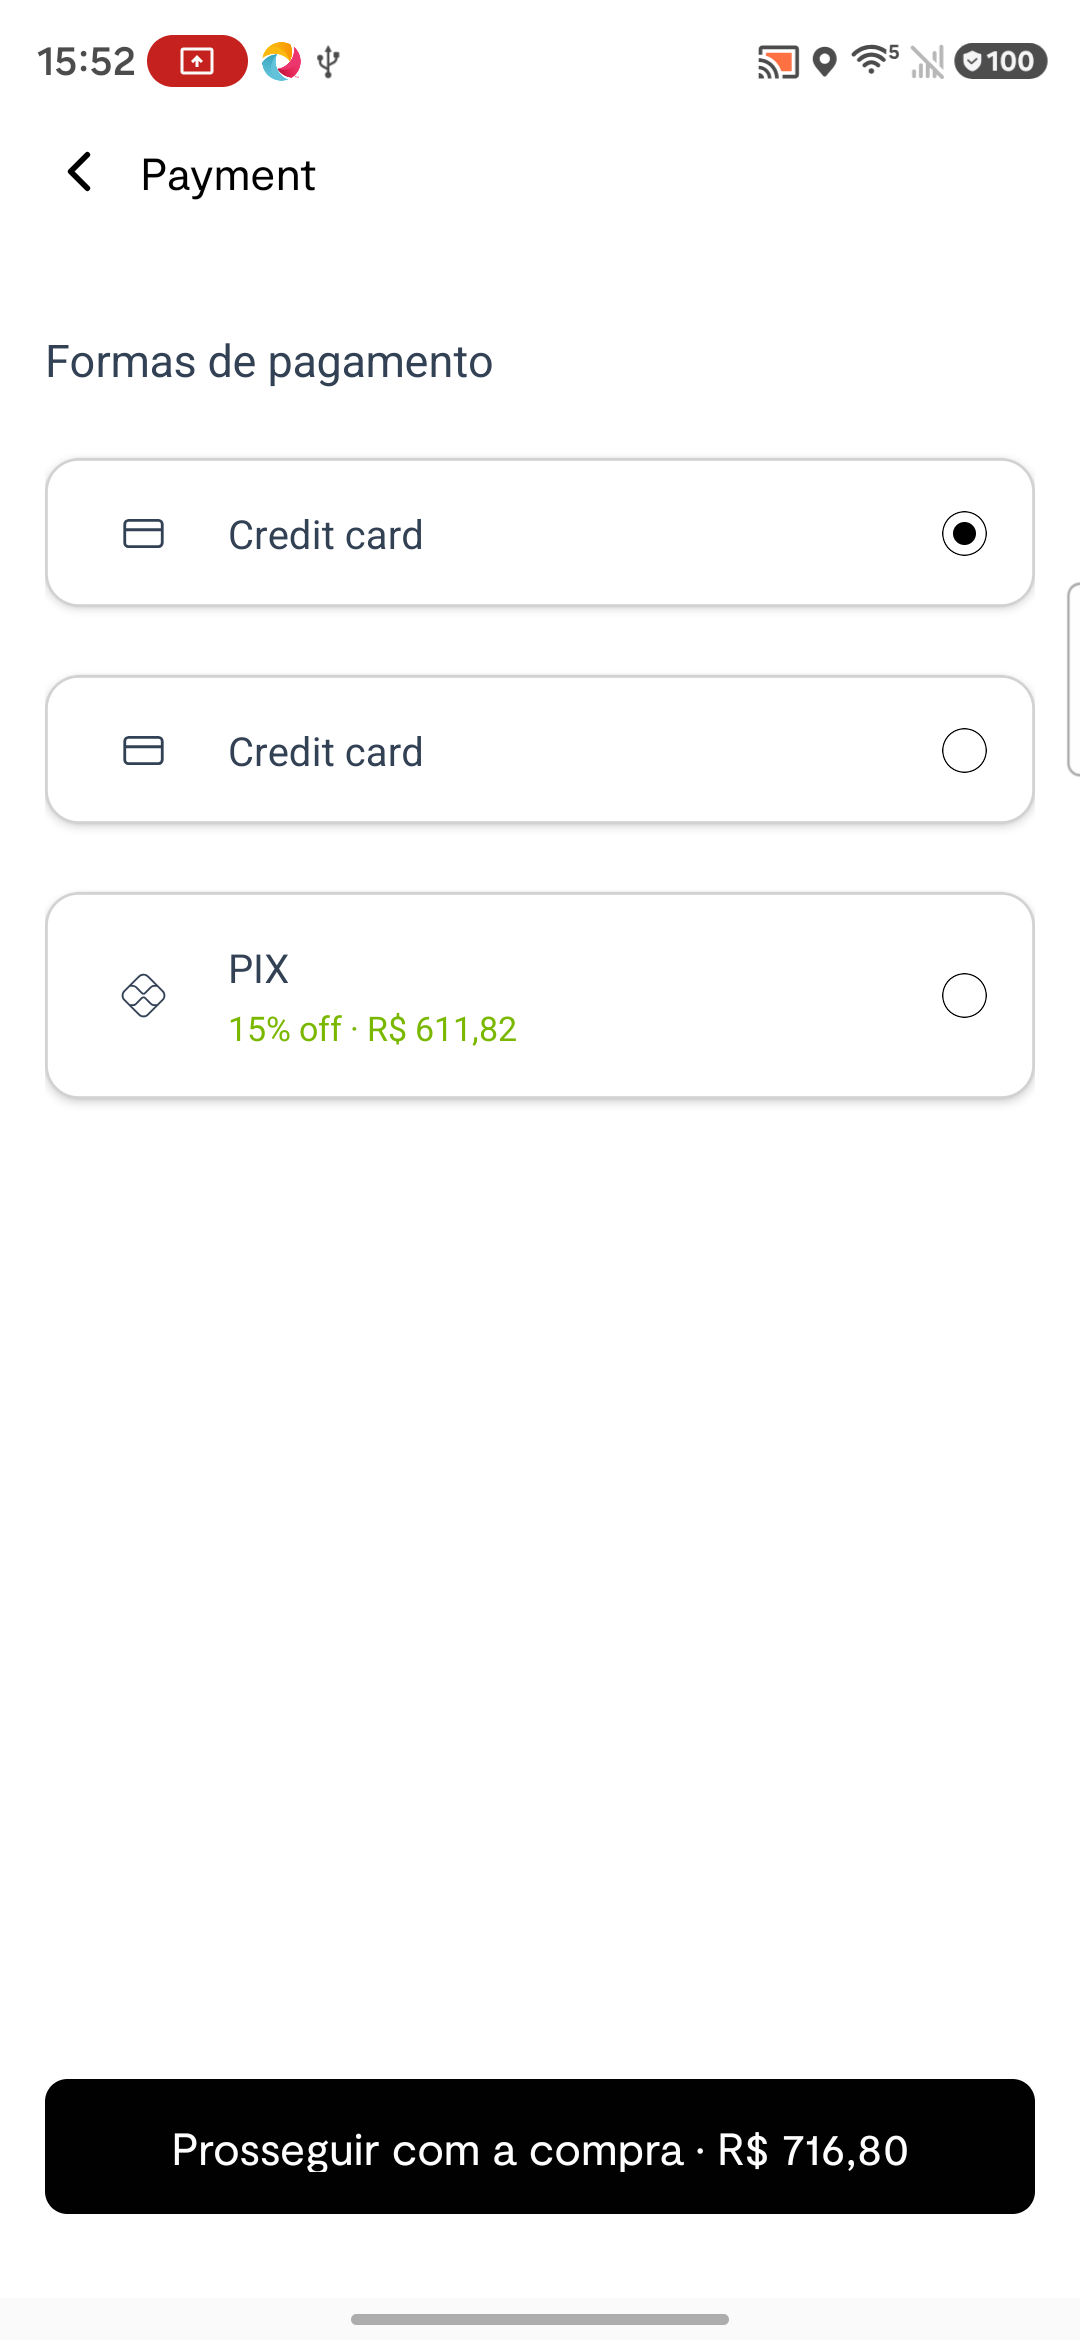 15:52
5
100
Payment
Formas de pagamento
Credit card
Credit card
PIX
15% off · R$ 611,82
Prosseguir com a compra · R$ 716,80